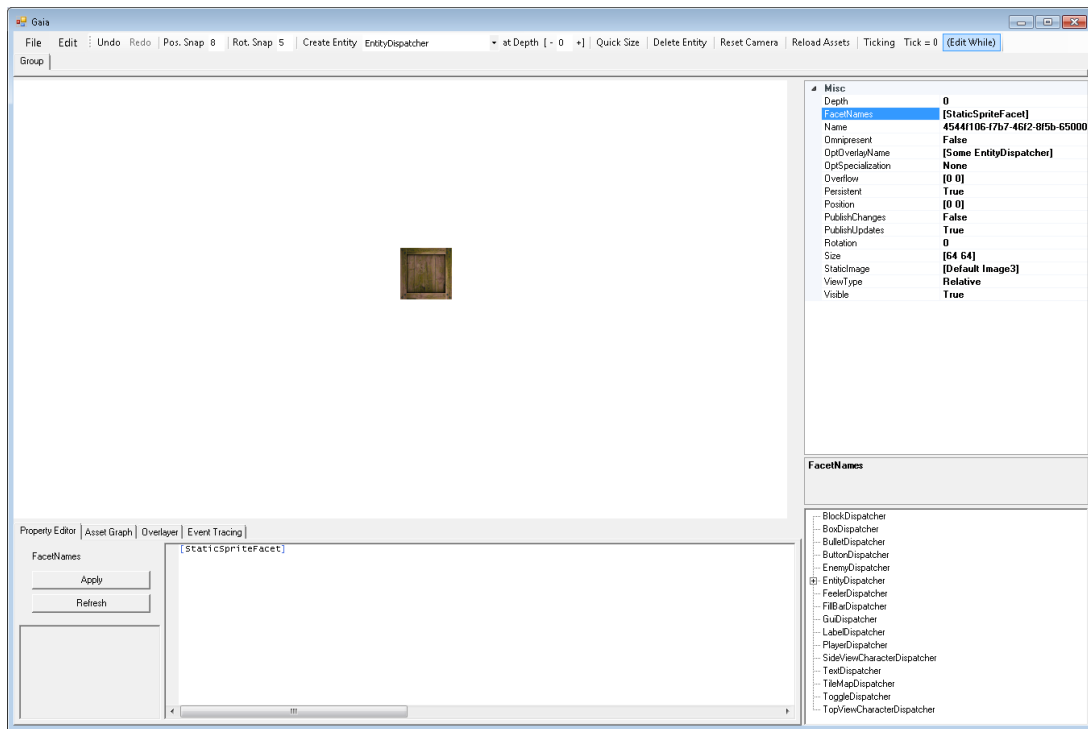 Gaia
File Edit Undo Redo Pos. Snap 8 Rot. Snap 5 Create Entity EntityDispatcher at Depth [ - 0 +] Quick Size Delete Entity Reset Camera Reload Assets Ticking Tick = 0 (Edit While)
Group
Misc
Depth 0
FacetNames [StaticSpriteFacet]
Name 4544f106-f7b7-46f2-8f5b-65000
Omnipresent False
OptOverlayName [Some EntityDispatcher]
OptSpecialization None
Overflow [0 0]
Persistent True
Position [0 0]
PublishChanges False
PublishUpdates True
Rotation 0
Size [64 64]
StaticImage [Default Image3]
ViewType Relative
Visible True
FacetNames
Property Editor Asset Graph Overlayer Event Tracing
FacetNames
Apply
Refresh
[StaticSpriteFacet]
BlockDispatcher
BoxDispatcher
BulletDispatcher
ButtonDispatcher
EnemyDispatcher
EntityDispatcher
FeelerDispatcher
FillBarDispatcher
GuiDispatcher
LabelDispatcher
PlayerDispatcher
SideViewCharacterDispatcher
TextDispatcher
TileMapDispatcher
ToggleDispatcher
TopViewCharacterDispatcher